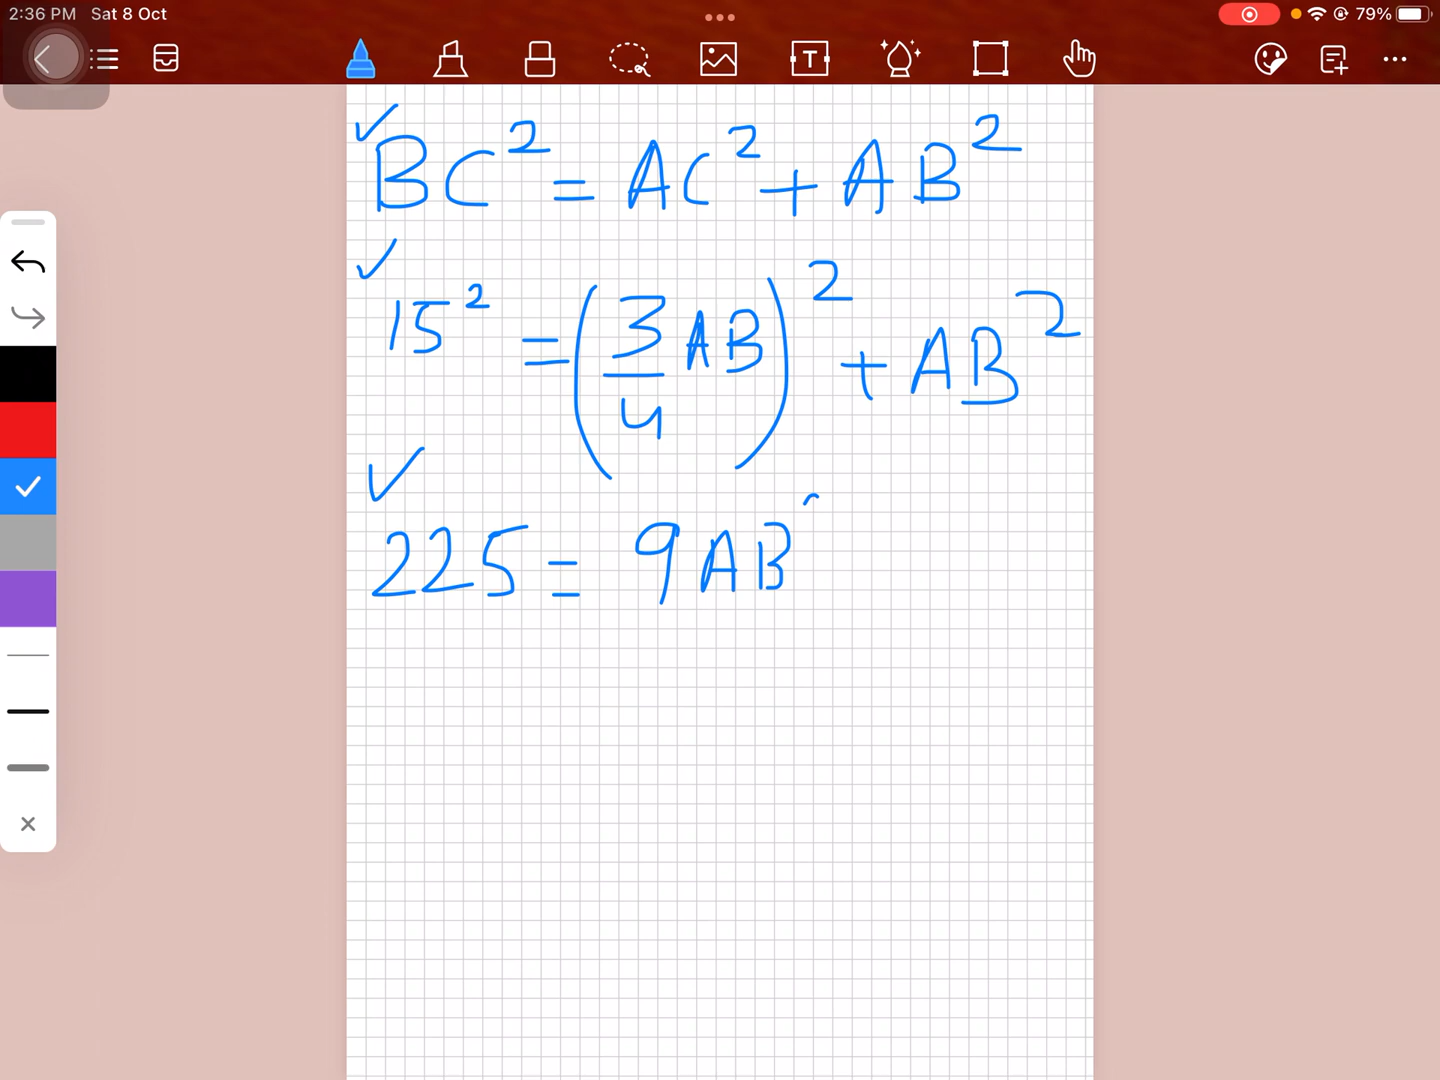 2:36 PM Sat 8 Oct
79%
T
BC² = AC² + AB²
15² = (3/4 AB)² + AB²
225 = 9AB